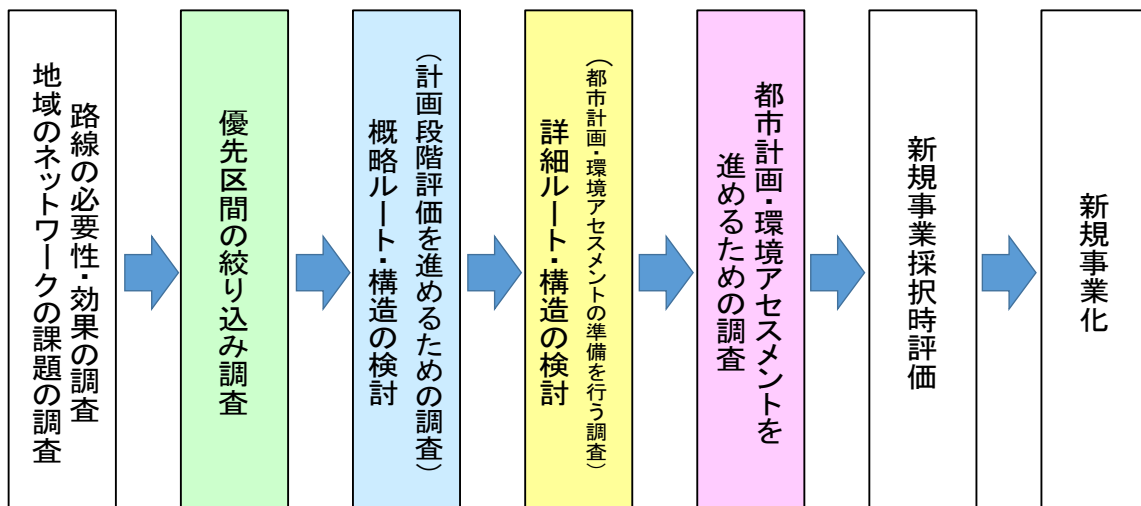 路線の必要性・効果の調査
地域のネットワークの課題の調査
優先区間の絞り込み調査
（計画段階評価を進めるための調査）
概略ルート・構造の検討
（都市計画・環境アセスメントの準備を行う調査）
詳細ルート・構造の検討
都市計画・環境アセスメントを
進めるための調査
新規事業採択時評価
新規事業化